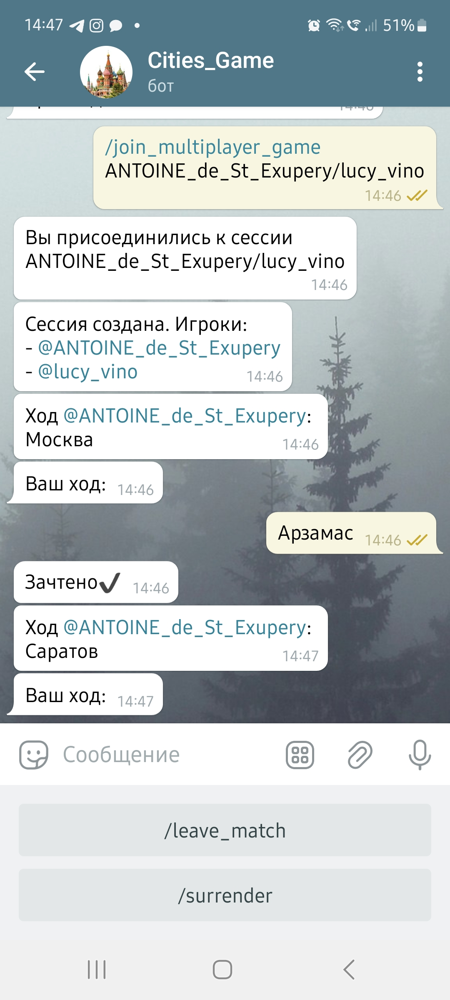 14:47
51%
Cities_Game
бот
/join_multiplayer_game
ANTOINE_de_St_Exupery/lucy_vino
14:46
Вы присоединились к сессии
ANTOINE_de_St_Exupery/lucy_vino
14:46
Сессия создана. Игроки:
- @ANTOINE_de_St_Exupery
- @lucy_vino 14:46
Ход @ANTOINE_de_St_Exupery:
Москва 14:46
Ваш ход: 14:46
Арзамас 14:46
Зачтено✔ 14:46
Ход @ANTOINE_de_St_Exupery:
Саратов 14:47
Ваш ход: 14:47
Сообщение
/leave_match
/surrender